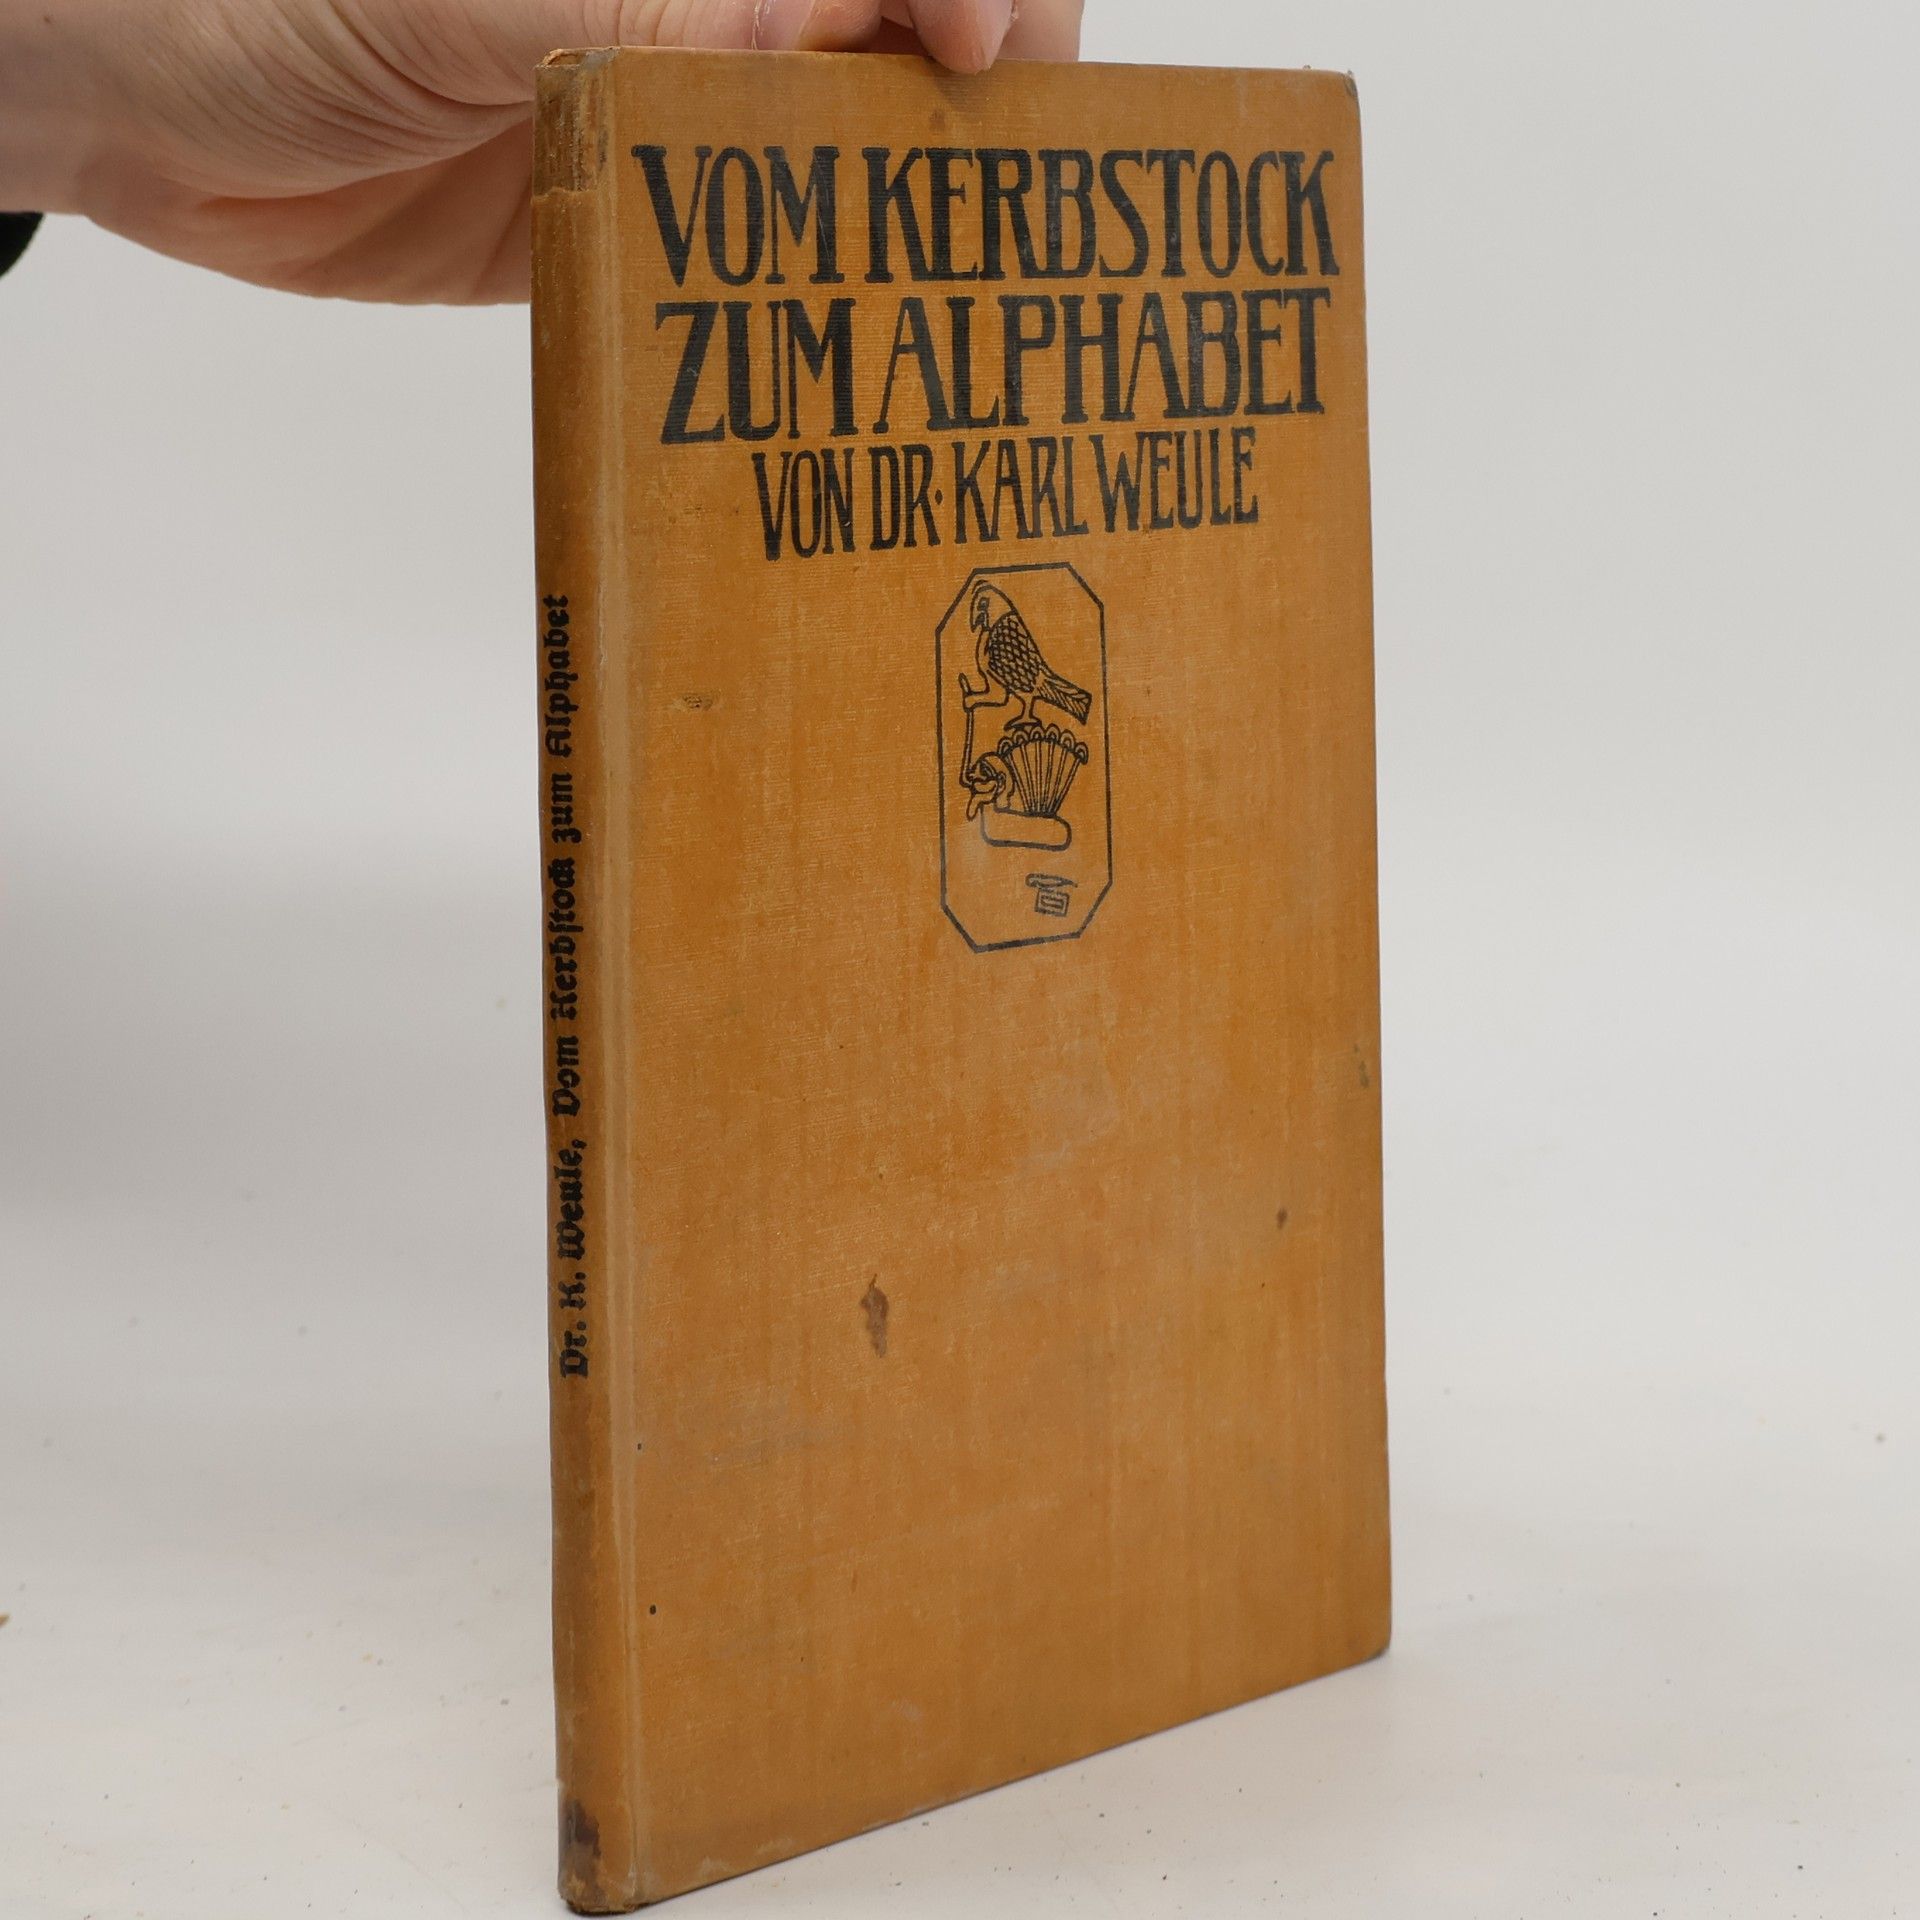 VOM KERBSTOCK
ZUM ALPHABET
VON DR. KARL WEULE
Dr. K. Weule, Vom Kerbſtock zum Alphabet